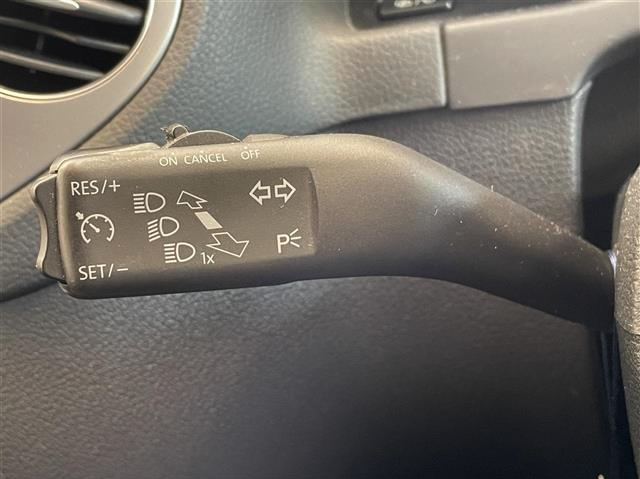 ON CANCEL OFF
RES/+
SET/-
1x
P